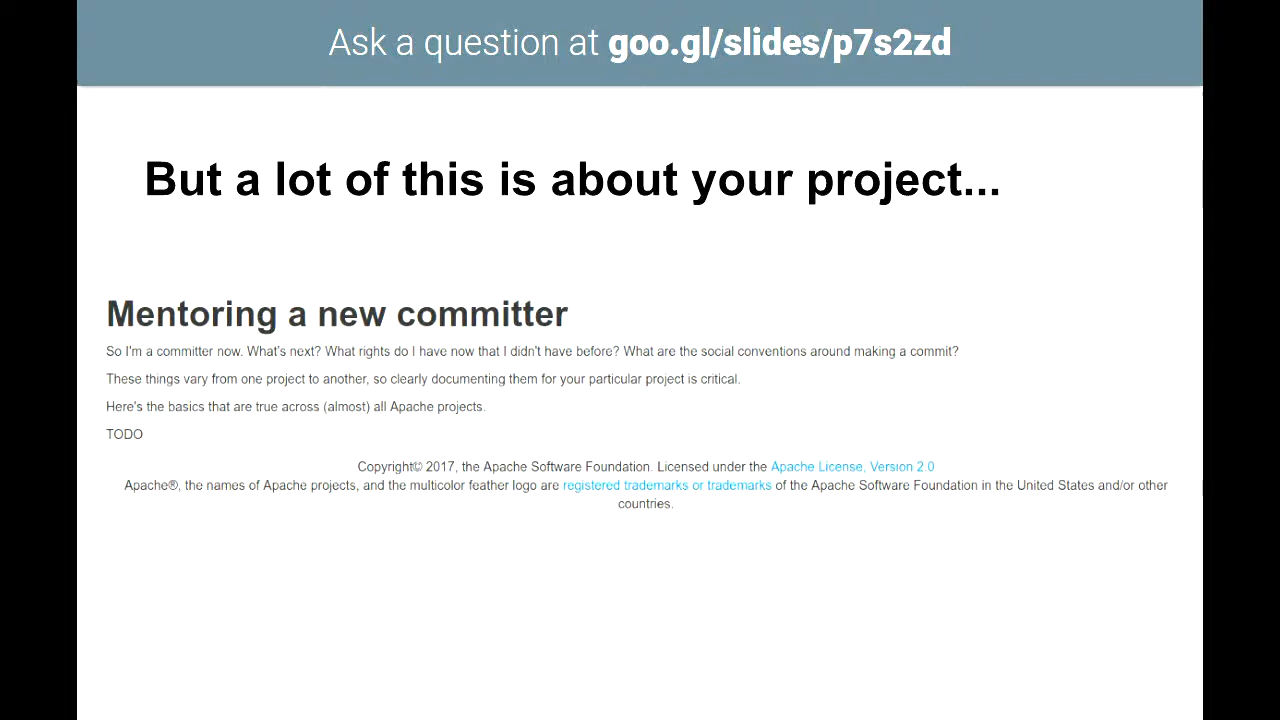 Ask a question at goo.gl/slides/p7s2zd
But a lot of this is about your project...
Mentoring a new committer
So I'm a committer now. What's next? What rights do I have now that I didn't have before? What are the social conventions around making a commit?
These things vary from one project to another, so clearly documenting them for your particular project is critical.
Here's the basics that are true across (almost) all Apache projects.
TODO
Copyright© 2017, the Apache Software Foundation. Licensed under the Apache License, Version 2.0
Apache®, the names of Apache projects, and the multicolor feather logo are registered trademarks or trademarks of the Apache Software Foundation in the United States and/or other
countries.